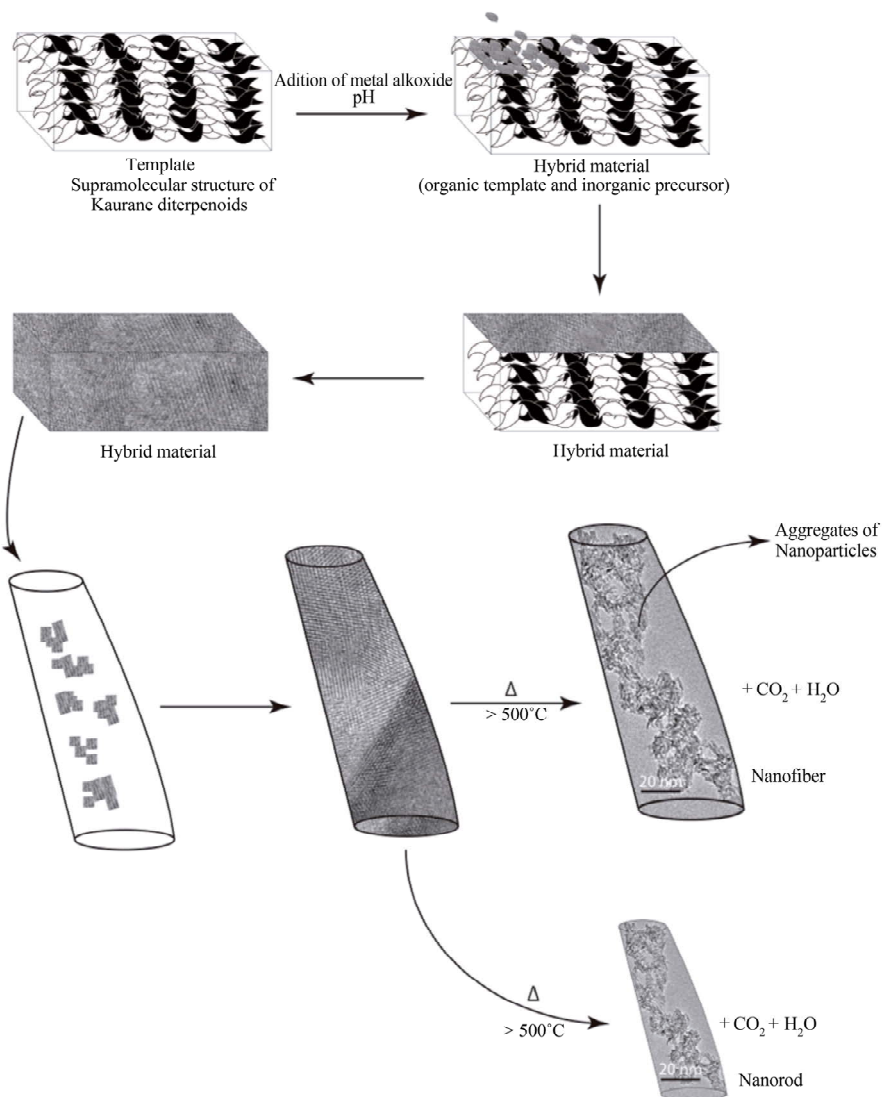 Adition of metal alkoxide
pH
Template
Supramolecular structure of
Kaurane diterpenoids
Hybrid material
(organic template and inorganic precursor)
Hybrid material
Hybrid material
Aggregates of
Nanoparticles
Δ
> 500°C
+ CO₂ + H₂O
20 nm
Nanofiber
Δ
> 500°C
+ CO₂ + H₂O
20 nm
Nanorod